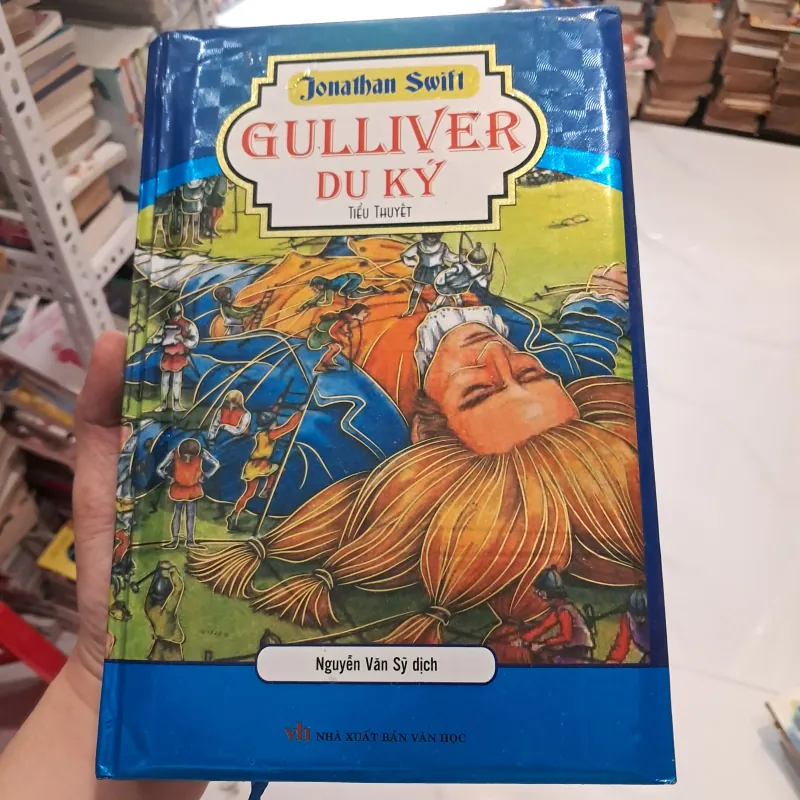 Jonathan Swift
GULLIVER
DU KÝ
TIỂU THUYẾT
Nguyễn Văn Sỹ dịch
vh NHÀ XUẤT BẢN VĂN HỌC